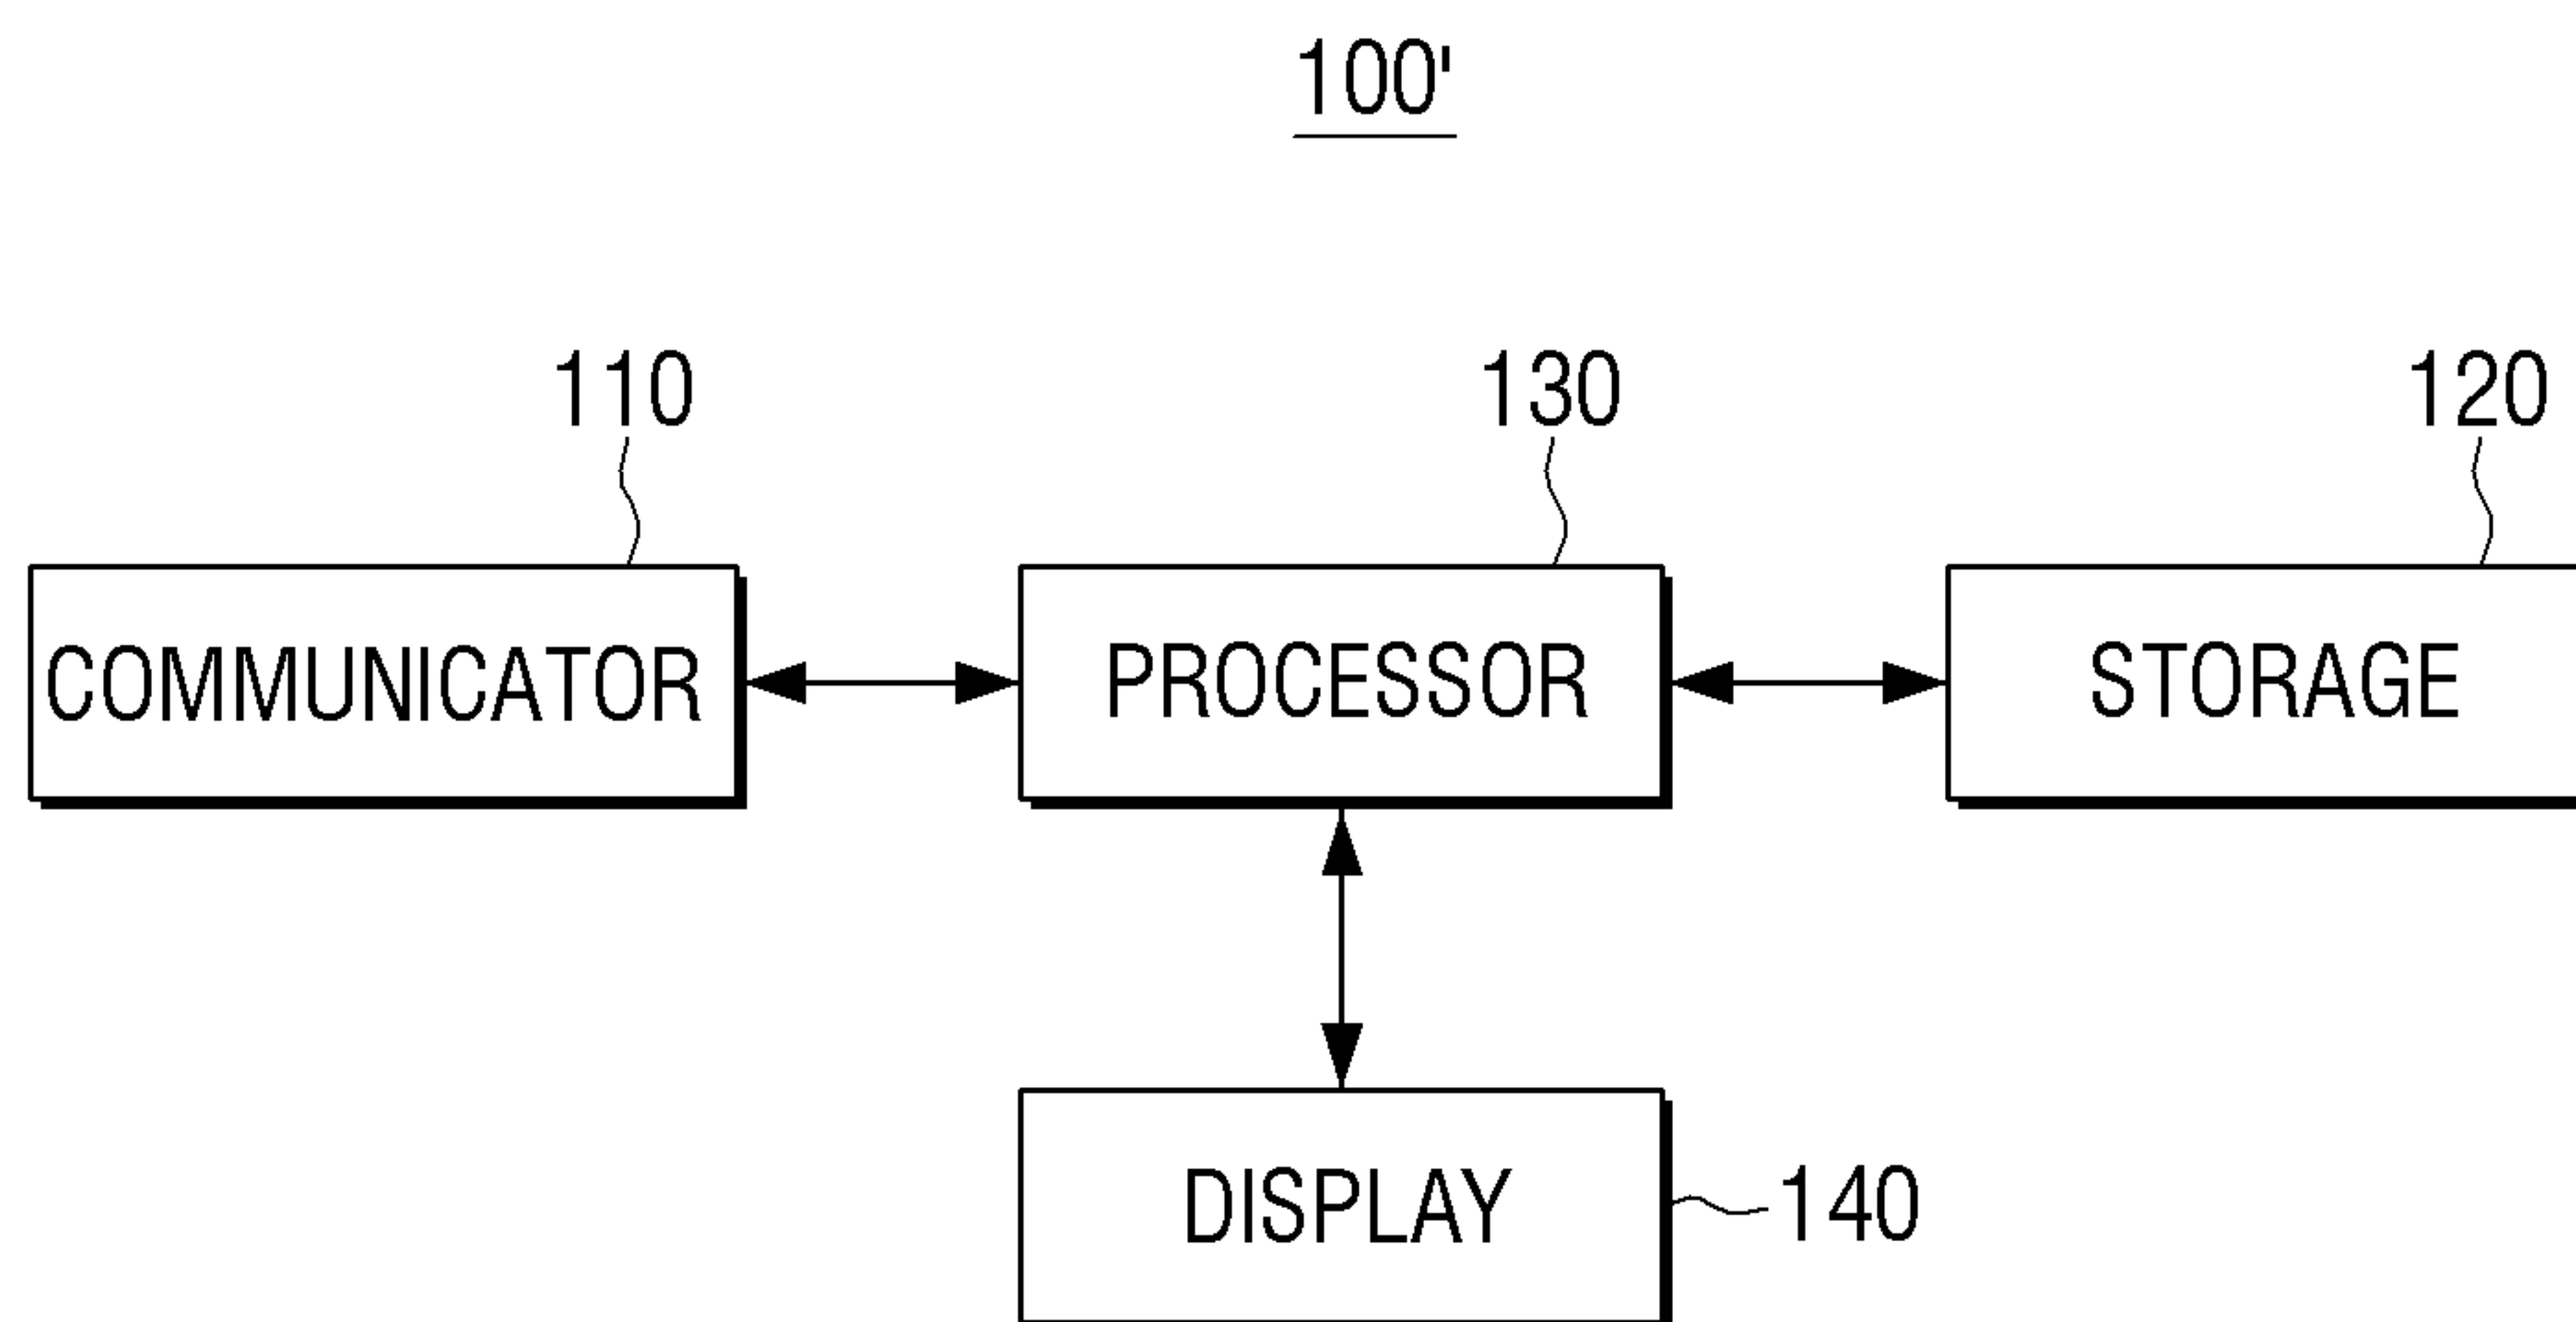 100'
110
130
120
COMMUNICATOR
PROCESSOR
STORAGE
DISPLAY
140